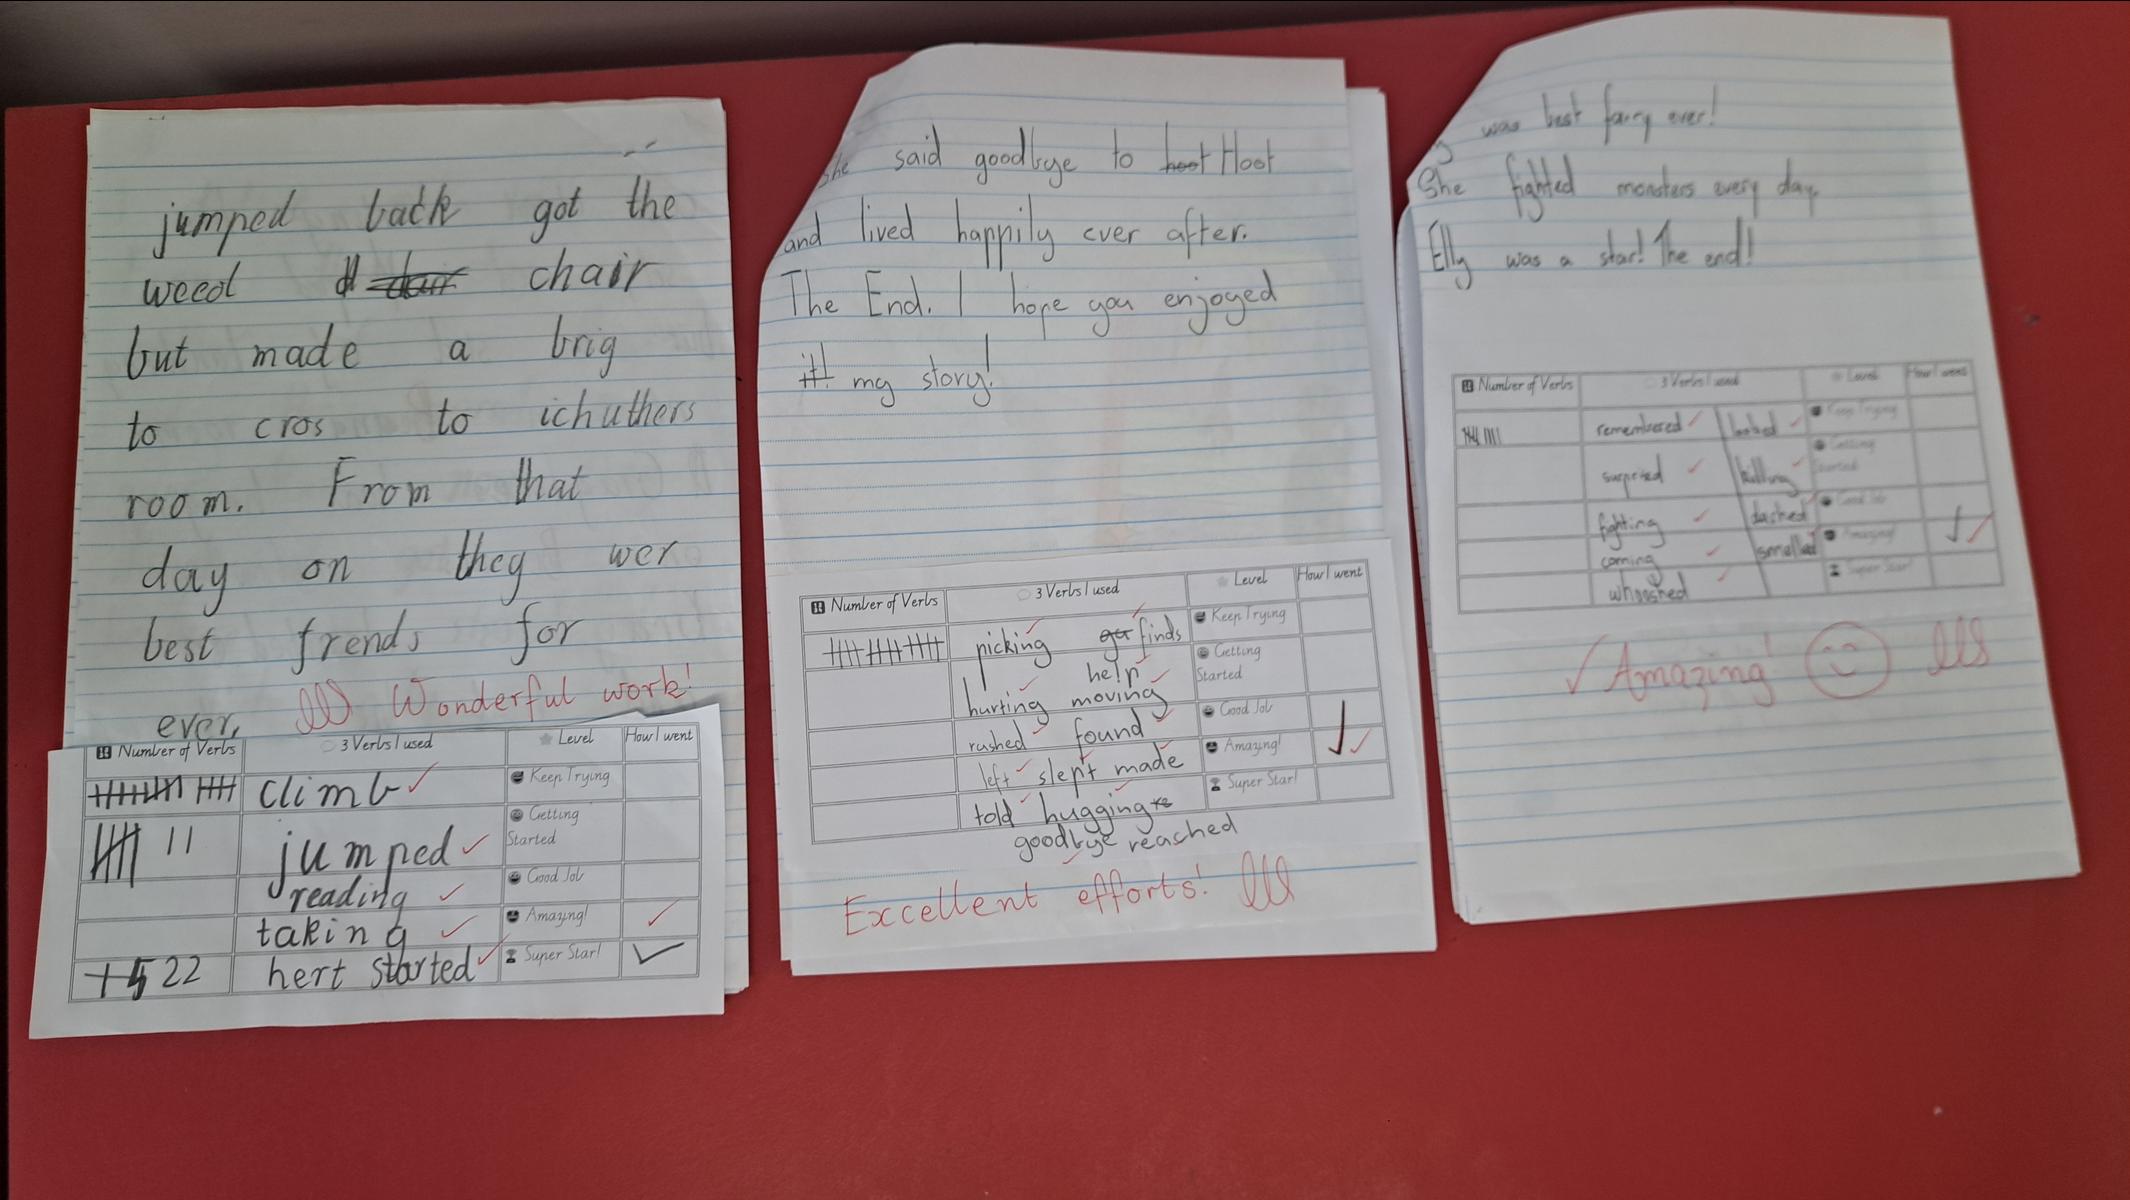 jumped back got the
weed chair
but made a brig
to cros to ichuthers
room. From that
day on they wer
best frends for
ever.
Wonderful work!
Number of Verbs 3 Verbs I used Level How I went
climb Keep Trying
jumped Getting Started
reading Good Job
taking Amazing!
22 hert started Super Star!
She said goodbye to hoot Hoot
and lived happily ever after.
The End. I hope you enjoyed
it! my story!
Number of Verbs 3 Verbs I used Level How I went
picking finds Keep Trying
help
hurting moving Getting Started
rushed found Good Job
left slept made Amazing!
told hugging Super Star!
goodbye reached
Excellent efforts!
was best fairy ever!
She fighted monsters every day.
Elly was a star! The end!
Number of Verbs 3 Verbs I used Level How I went
remembered looked Keep Trying
surprised killing Getting Started
fighting dashed Good Job
coming smelled Amazing!
whooshed Super Star!
Amazing!